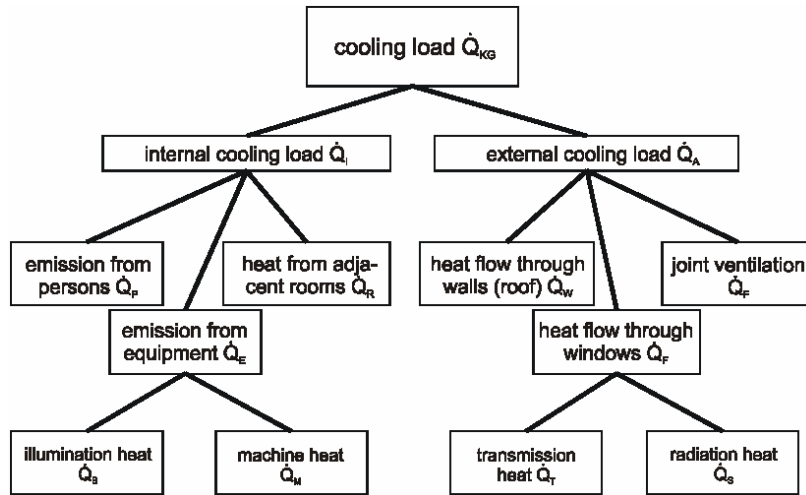 cooling load Q̇KG
internal cooling load Q̇I
external cooling load Q̇A
emission from
persons Q̇P
heat from adja-
cent rooms Q̇R
heat flow through
walls (roof) Q̇W
joint ventilation
Q̇F
emission from
equipment Q̇E
heat flow through
windows Q̇F
illumination heat
Q̇B
machine heat
Q̇M
transmission
heat Q̇T
radiation heat
Q̇S